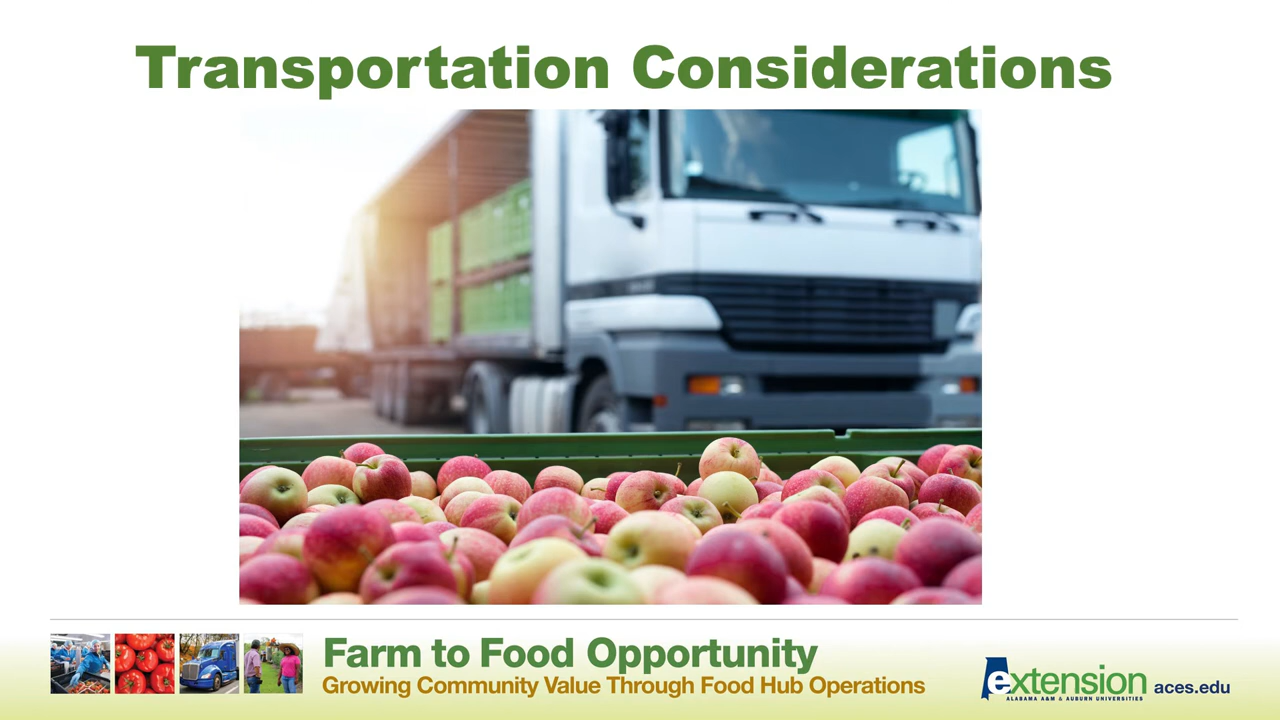 Transportation Considerations
Farm to Food Opportunity
Growing Community Value Through Food Hub Operations
extension
ALABAMA A&M & AUBURN UNIVERSITIES
aces.edu